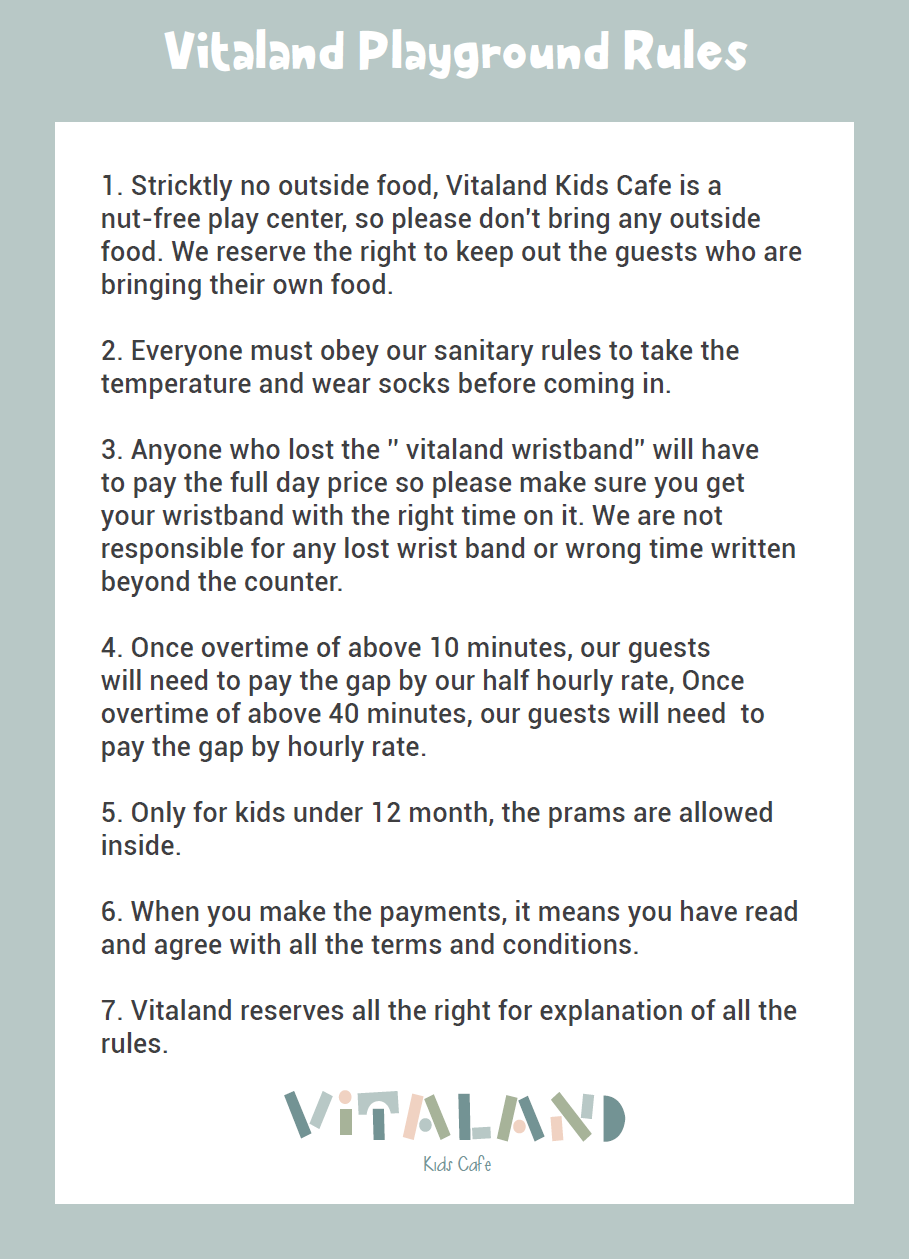 Vitaland Playground Rules
1. Stricktly no outside food, Vitaland Kids Cafe is a
nut-free play center, so please don't bring any outside
food. We reserve the right to keep out the guests who are
bringing their own food.
2. Everyone must obey our sanitary rules to take the
temperature and wear socks before coming in.
3. Anyone who lost the " vitaland wristband" will have
to pay the full day price so please make sure you get
your wristband with the right time on it. We are not
responsible for any lost wrist band or wrong time written
beyond the counter.
4. Once overtime of above 10 minutes, our guests
will need to pay the gap by our half hourly rate, Once
overtime of above 40 minutes, our guests will need  to
pay the gap by hourly rate.
5. Only for kids under 12 month, the prams are allowed
inside.
6. When you make the payments, it means you have read
and agree with all the terms and conditions.
7. Vitaland reserves all the right for explanation of all the
rules.
ViTALAND
Kids Cafe